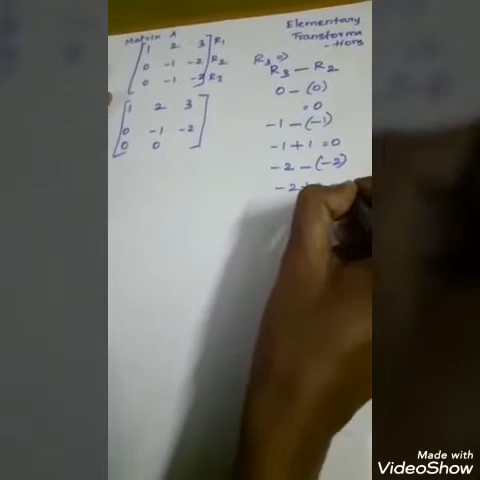 Matrix A
1 2 3 R1
0 -1 -2 R2
0 -1 -2 R3
1 2 3
0 -1 -2
0 0
Elementary
Transforma
-tions
R3 ⇒
R3 - R2
0 - (0)
= 0
-1 - (-1)
-1 + 1 = 0
-2 - (-2)
-2 +
Made with
VideoShow